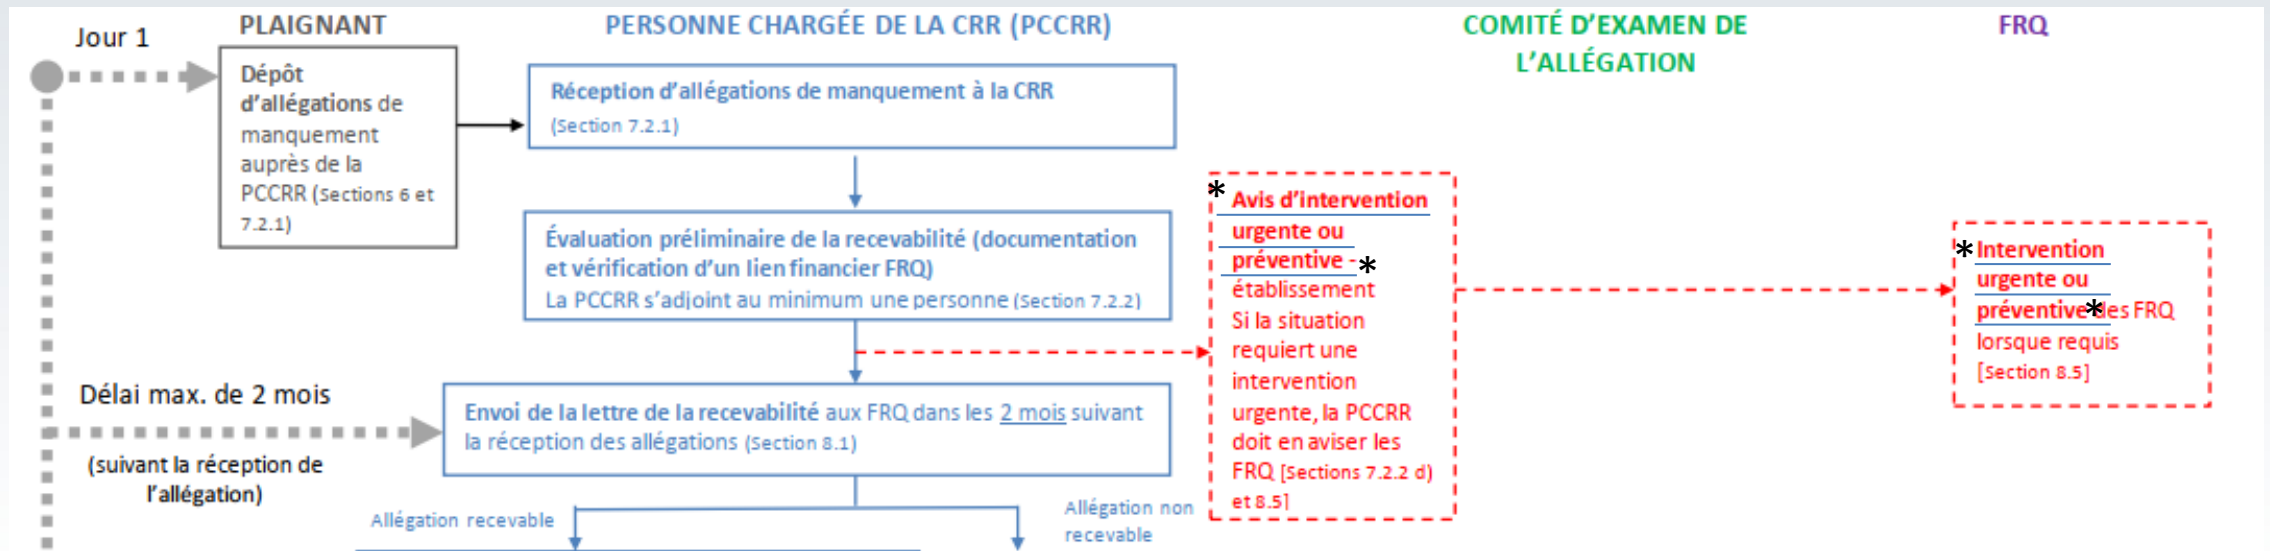 Jour 1
PLAIGNANT
PERSONNE CHARGÉE DE LA CRR (PCCRR)
COMITÉ D’EXAMEN DE
L’ALLÉGATION
FRQ
Dépôt
d’allégations de
manquement
auprès de la
PCCRR (Sections 6 et
7.2.1)
Réception d’allégations de manquement à la CRR
(Section 7.2.1)
Évaluation préliminaire de la recevabilité (documentation
et vérification d’un lien financier FRQ)
La PCCRR s’adjoint au minimum une personne (Section 7.2.2)
* Avis d’intervention
urgente ou
préventive - *
établissement
Si la situation
requiert une
intervention
urgente, la PCCRR
doit en aviser les
FRQ [Sections 7.2.2 d)
et 8.5]
* Intervention
urgente ou
préventive* des FRQ
lorsque requis
[Section 8.5]
Délai max. de 2 mois
(suivant la réception de
l’allégation)
Envoi de la lettre de la recevabilité aux FRQ dans les 2 mois suivant
la réception des allégations (Section 8.1)
Allégation recevable
Allégation non
recevable